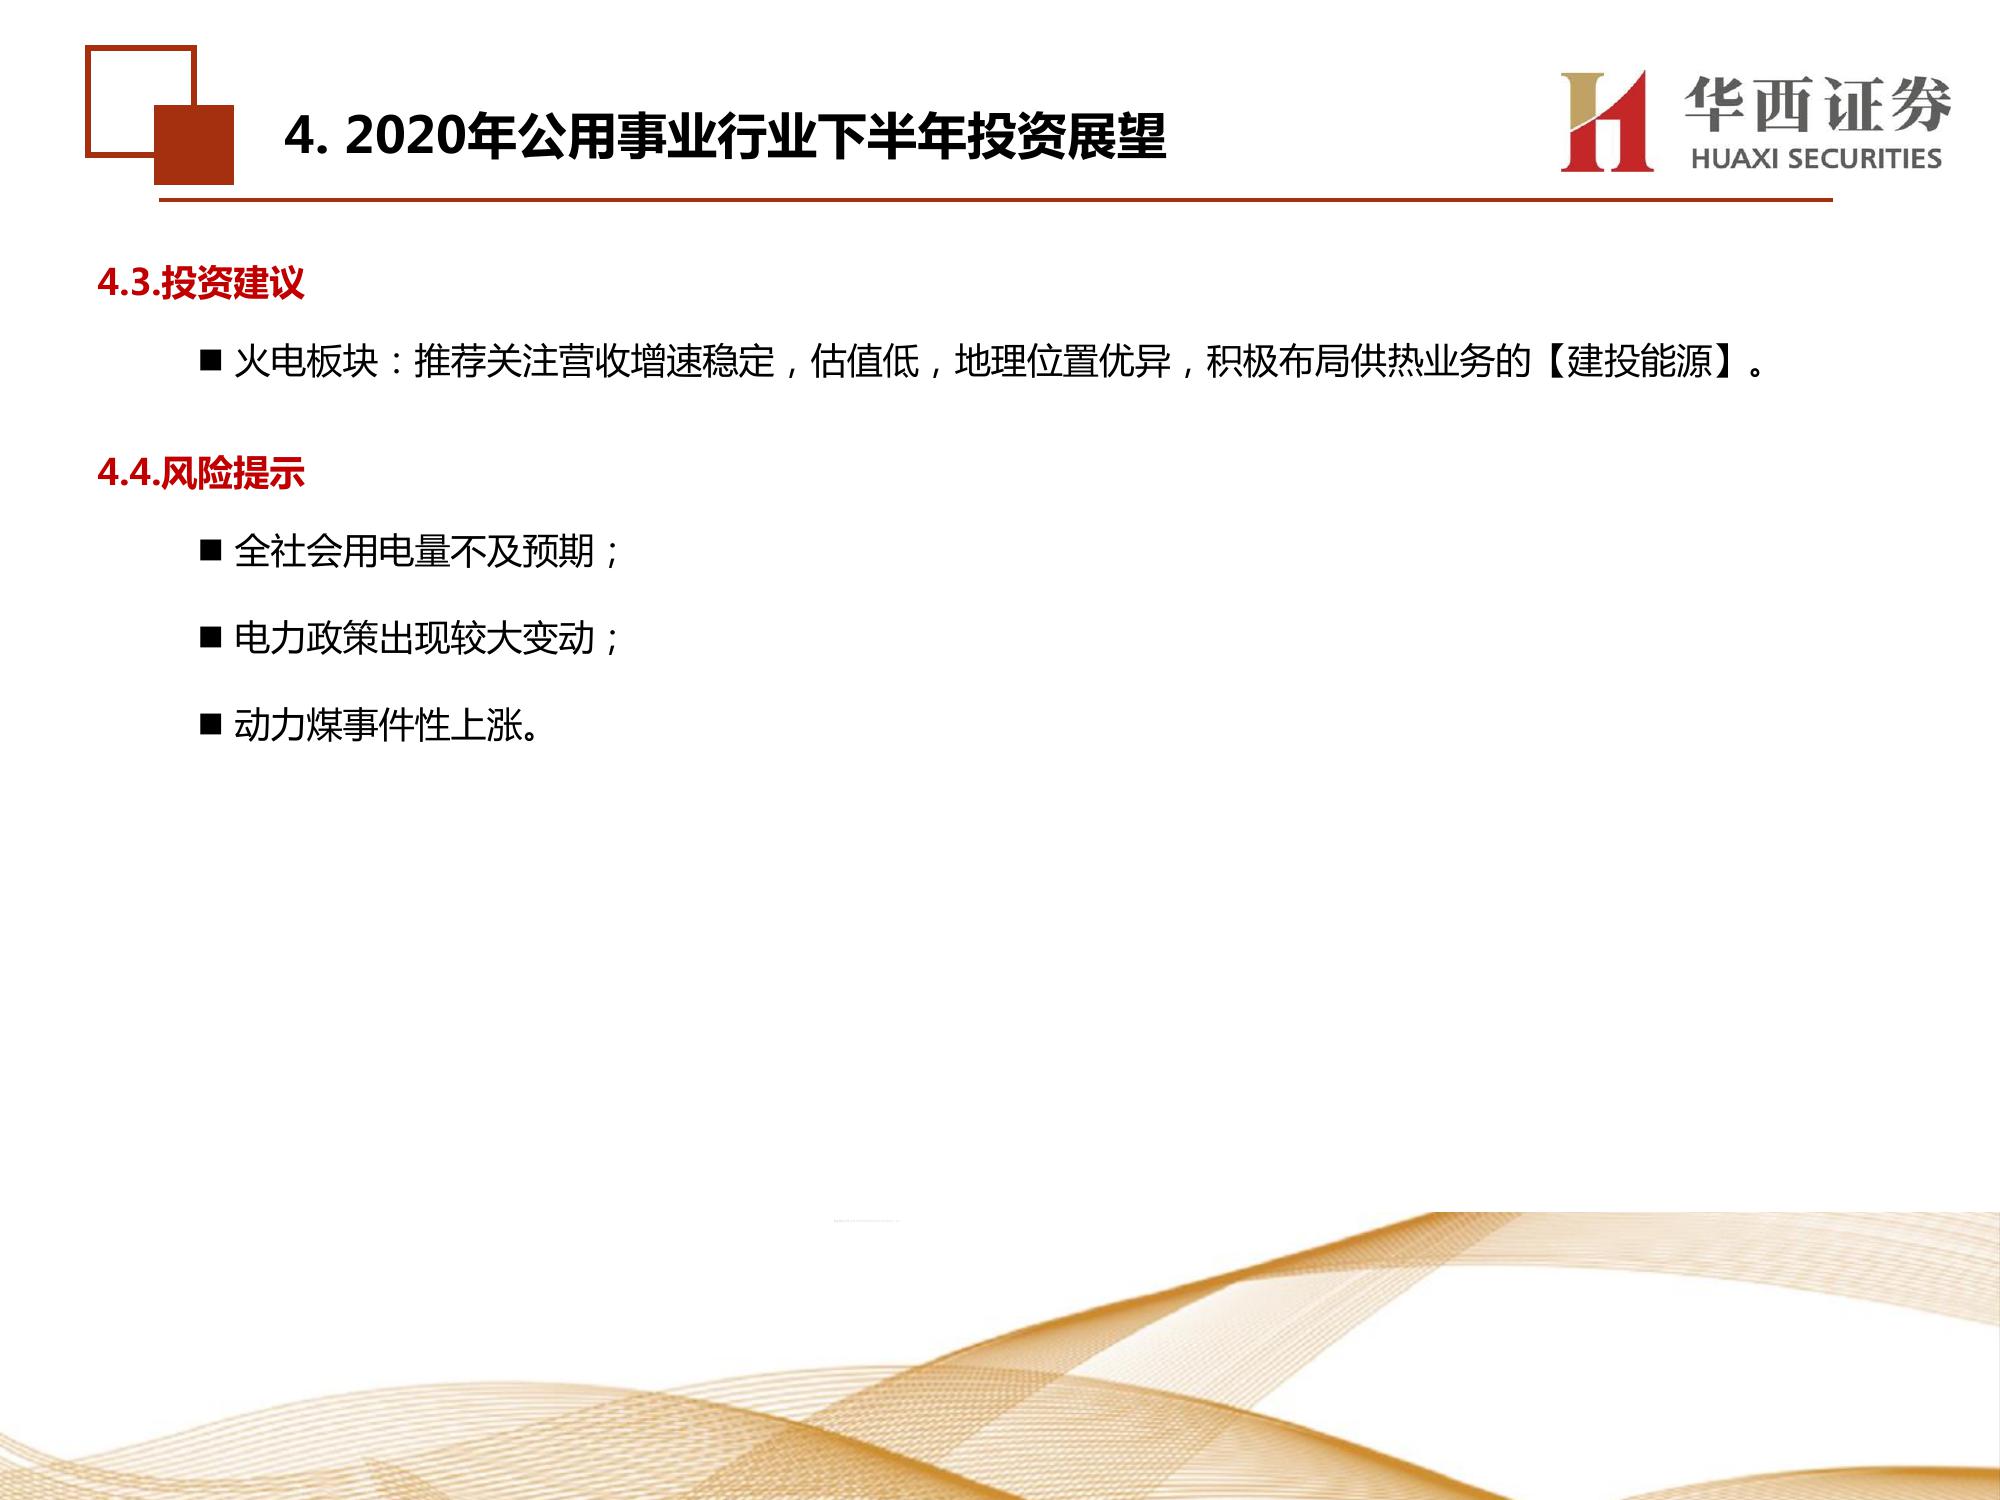 4. 2020年公用事业行业下半年投资展望
华西证券
HUAXI SECURITIES
4.3.投资建议
■ 火电板块：推荐关注营收增速稳定，估值低，地理位置优异，积极布局供热业务的【建投能源】。
4.4.风险提示
■ 全社会用电量不及预期；
■ 电力政策出现较大变动；
■ 动力煤事件性上涨。